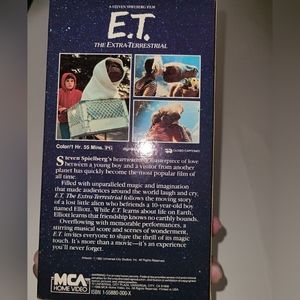 A STEVEN SPIELBERG FILM
E.T.
THE EXTRA-TERRESTRIAL
Color/1 Hr. 55 Mins.
CLOSED CAPTIONED
Steven Spielberg's heartwarming masterpiece of love
between a young boy and a visitor from another
planet has quickly become the most popular film of
all time.
Filled with unparalleled magic and imagination
that made audiences around the world laugh and cry,
E.T. The Extra-Terrestrial follows the moving story
of a lost little alien who befriends a 10-year-old boy
named Elliott. While E.T. learns about life on Earth,
Elliott learns that friendship knows no earthly bounds.
Overflowing with memorable performances, a
stirring musical score and scenes of wonderment,
E.T. invites everyone to share the thrill of its magic
touch. It's more than a movie—it's an experience
you'll never forget.
MCA
HOME VIDEO
ISBN 1-55880-000-X